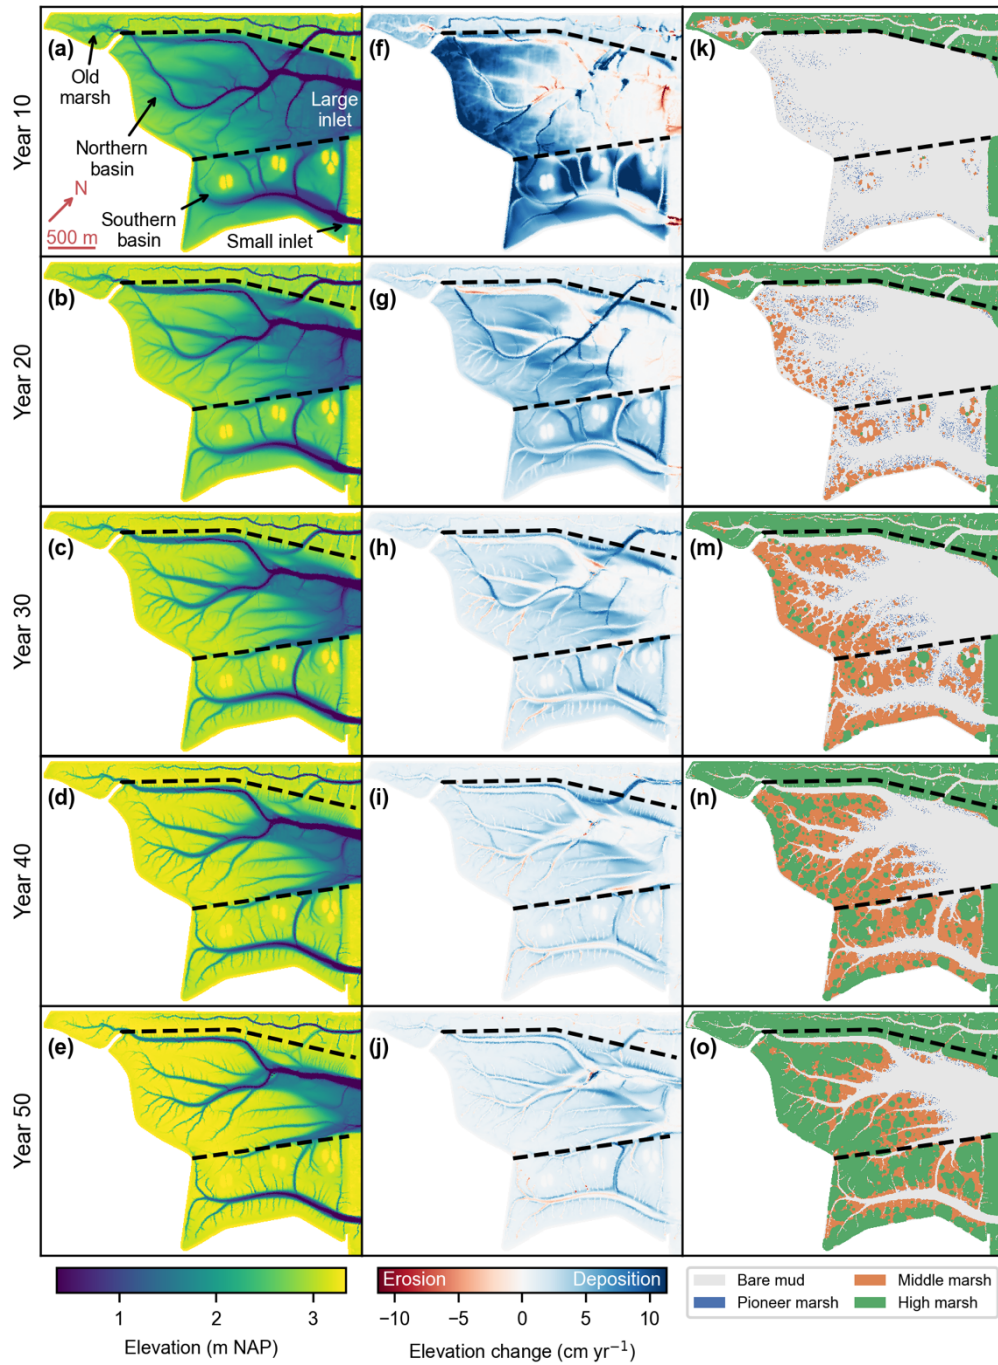 Year 10
(a)
(f)
(k)
Old
marsh
Large
inlet
Northern
basin
N
Southern
basin
500 m
Small inlet
Year 20
(b)
(g)
(l)
Year 30
(c)
(h)
(m)
Year 40
(d)
(i)
(n)
Year 50
(e)
(j)
(o)
1 2 3
Elevation (m NAP)
Erosion Deposition
−10 −5 0 5 10
Elevation change (cm yr⁻¹)
Bare mud Middle marsh
Pioneer marsh High marsh